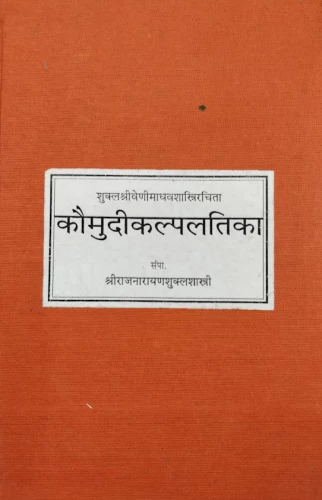 शुक्लश्रीवेणीमाधवशास्त्रिरचिता
कौमुदीकल्पलतिका
संपा.
श्रीराजनारायणशुक्लशास्त्री